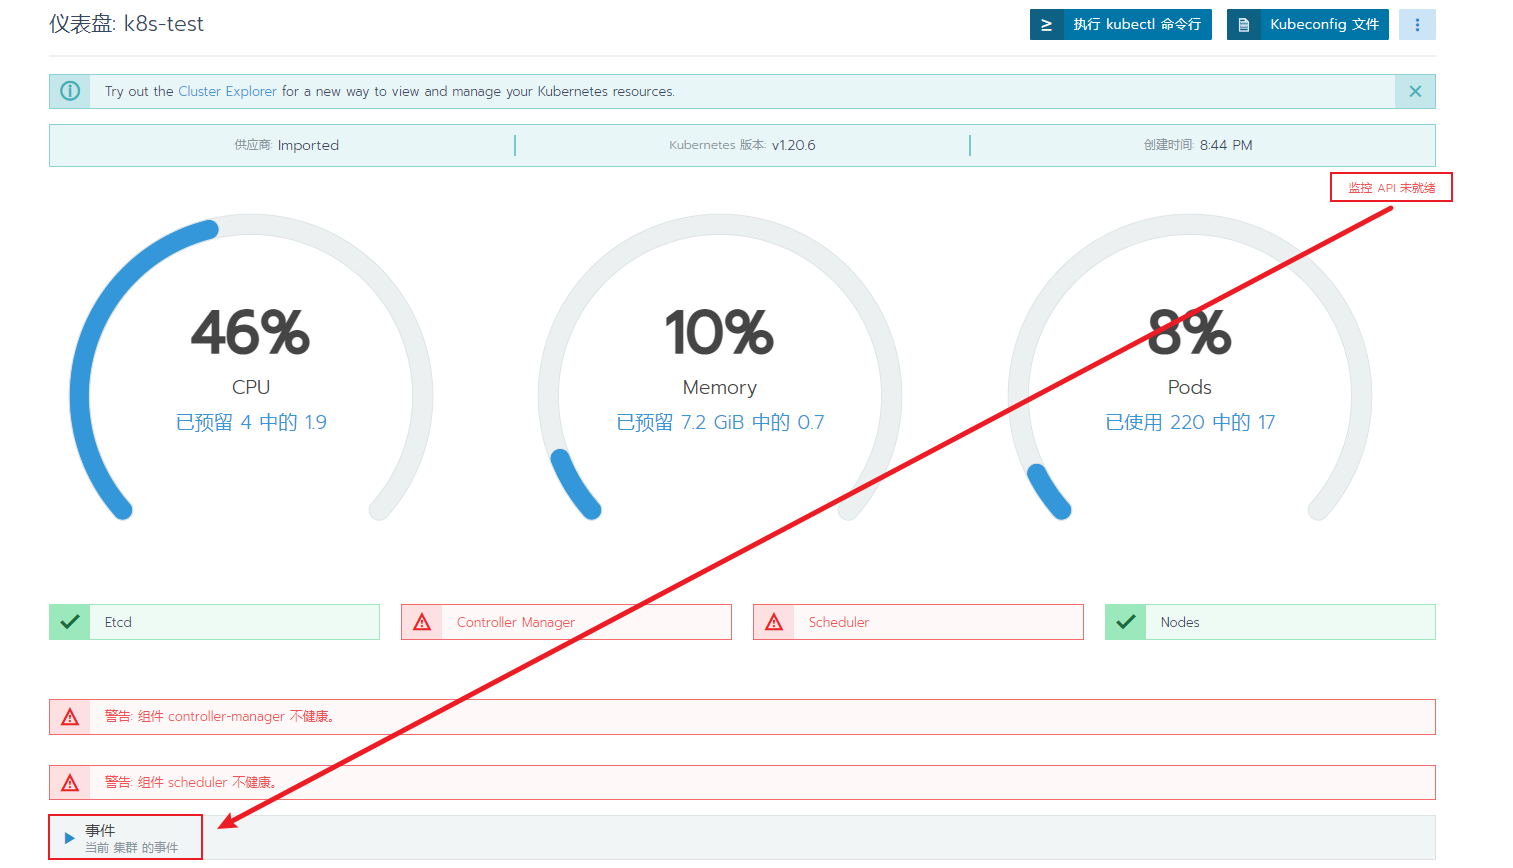 仪表盘: k8s-test
执行 kubectl 命令行
Kubeconfig 文件
Try out the Cluster Explorer for a new way to view and manage your Kubernetes resources.
供应商: Imported
Kubernetes 版本: v1.20.6
创建时间: 8:44 PM
监控 API 未就绪
46%
CPU
已预留 4 中的 1.9
10%
Memory
已预留 7.2 GiB 中的 0.7
8%
Pods
已使用 220 中的 17
Etcd
Controller Manager
Scheduler
Nodes
警告: 组件 controller-manager 不健康。
警告: 组件 scheduler 不健康。
事件
当前 集群 的事件